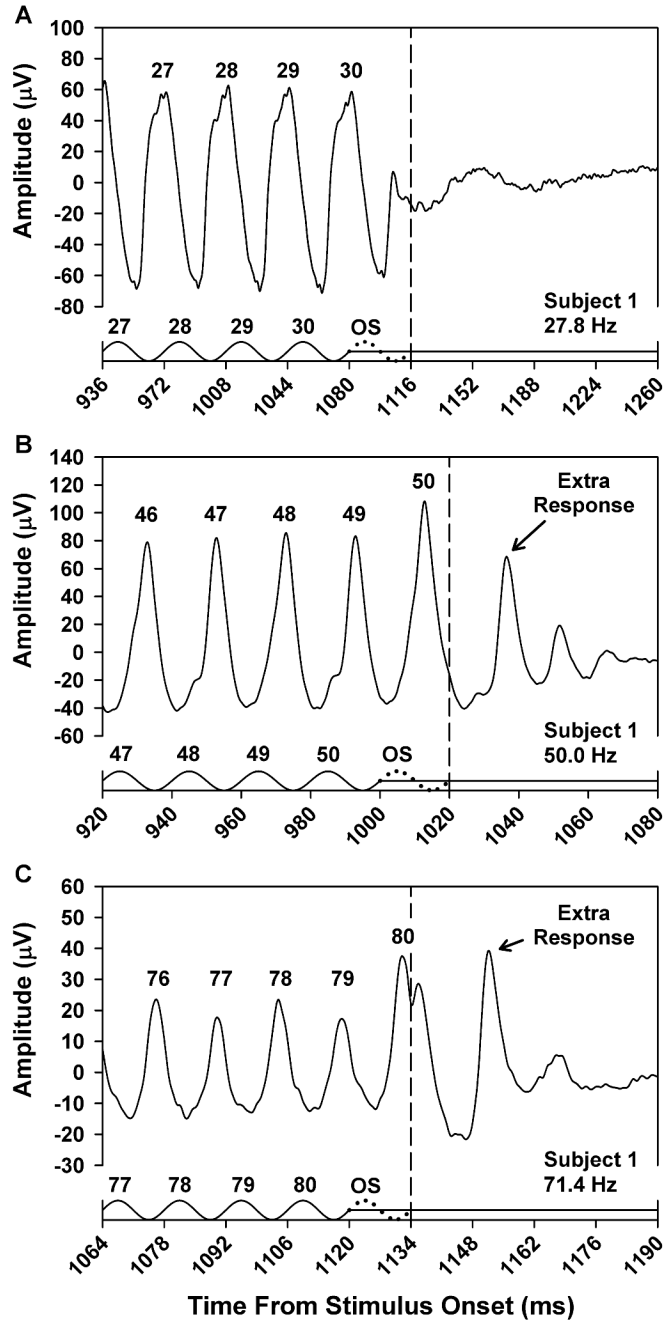 A
Amplitude (µV)
100
80
60
40
20
0
-20
-40
-60
-80
27 28 29 30
Subject 1
27.8 Hz
27 28 29 30 OS
936 972 1008 1044 1080 1116 1152 1188 1224 1260
B
Amplitude (µV)
140
120
100
80
60
40
20
0
-20
-40
-60
46 47 48 49 50
Extra
Response
Subject 1
50.0 Hz
47 48 49 50 OS
920 940 960 980 1000 1020 1040 1060 1080
C
Amplitude (µV)
60
50
40
30
20
10
0
-10
-20
-30
76 77 78 79 80
Extra
Response
Subject 1
71.4 Hz
77 78 79 80 OS
1064 1078 1092 1106 1120 1134 1148 1162 1176 1190
Time From Stimulus Onset (ms)